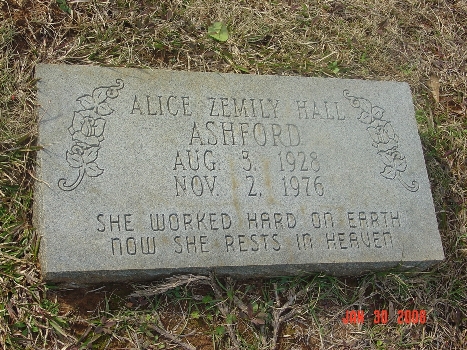 ALICE ZEMILY HALL
ASHFORD
AUG. 3, 1928
NOV. 2, 1976
SHE WORKED HARD ON EARTH
NOW SHE RESTS IN HEAVEN
JAN 30